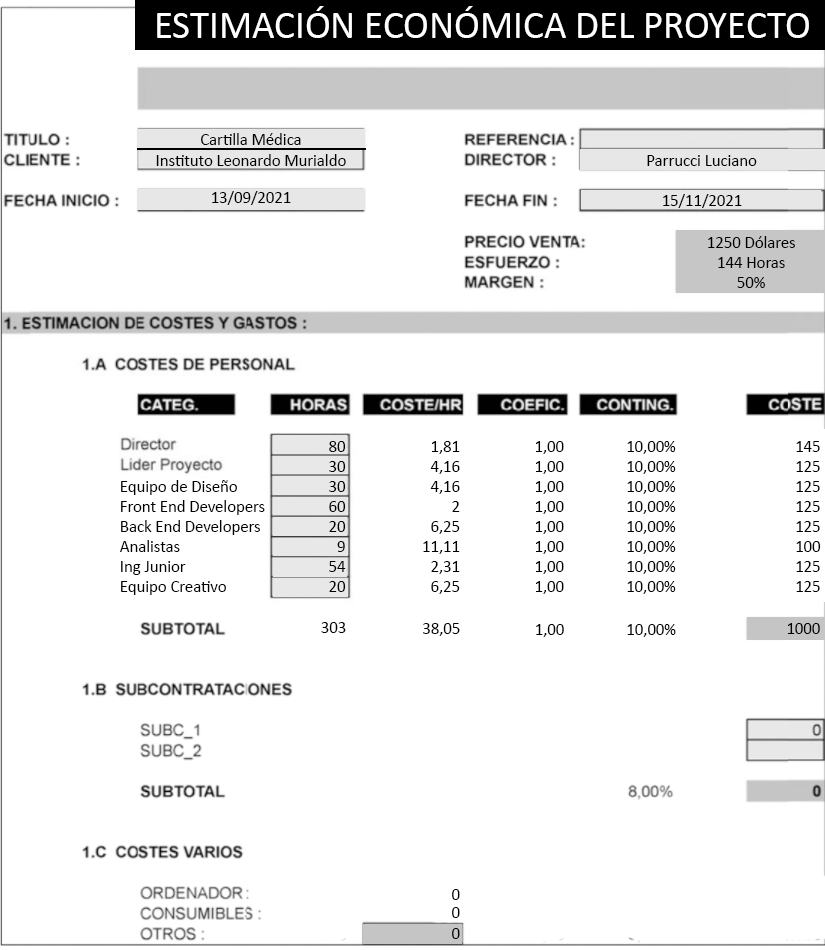 ESTIMACIÓN ECONÓMICA DEL PROYECTO
TITULO : Cartilla Médica REFERENCIA :
CLIENTE : Instituto Leonardo Murialdo DIRECTOR : Parrucci Luciano
FECHA INICIO : 13/09/2021 FECHA FIN : 15/11/2021
PRECIO VENTA: 1250 Dólares
ESFUERZO : 144 Horas
MARGEN : 50%
1. ESTIMACION DE COSTES Y GASTOS :
1.A COSTES DE PERSONAL
CATEG. HORAS COSTE/HR COEFIC. CONTING. COSTE
Director 80 1,81 1,00 10,00% 145
Lider Proyecto 30 4,16 1,00 10,00% 125
Equipo de Diseño 30 4,16 1,00 10,00% 125
Front End Developers 60 2 1,00 10,00% 125
Back End Developers 20 6,25 1,00 10,00% 125
Analistas 9 11,11 1,00 10,00% 100
Ing Junior 54 2,31 1,00 10,00% 125
Equipo Creativo 20 6,25 1,00 10,00% 125
SUBTOTAL 303 38,05 1,00 10,00% 1000
1.B SUBCONTRATACIONES
SUBC_1 0
SUBC_2
SUBTOTAL 8,00% 0
1.C COSTES VARIOS
ORDENADOR : 0
CONSUMIBLES : 0
OTROS : 0